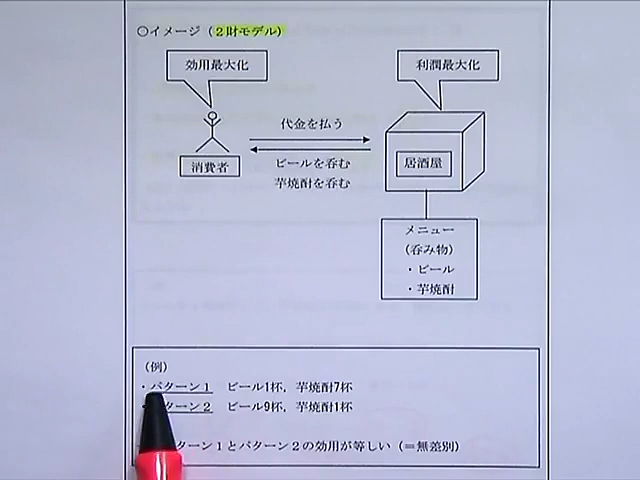 ○イメージ（２財モデル）
効用最大化
利潤最大化
代金を払う
ビールを呑む
芋焼酎を呑む
消費者
居酒屋
メニュー
（呑み物）
・ビール
・芋焼酎
（例）
・パターン１　ビール1杯，芋焼酎7杯
ターン２　ビール9杯，芋焼酎1杯
ターン１とパターン２の効用が等しい（＝無差別）